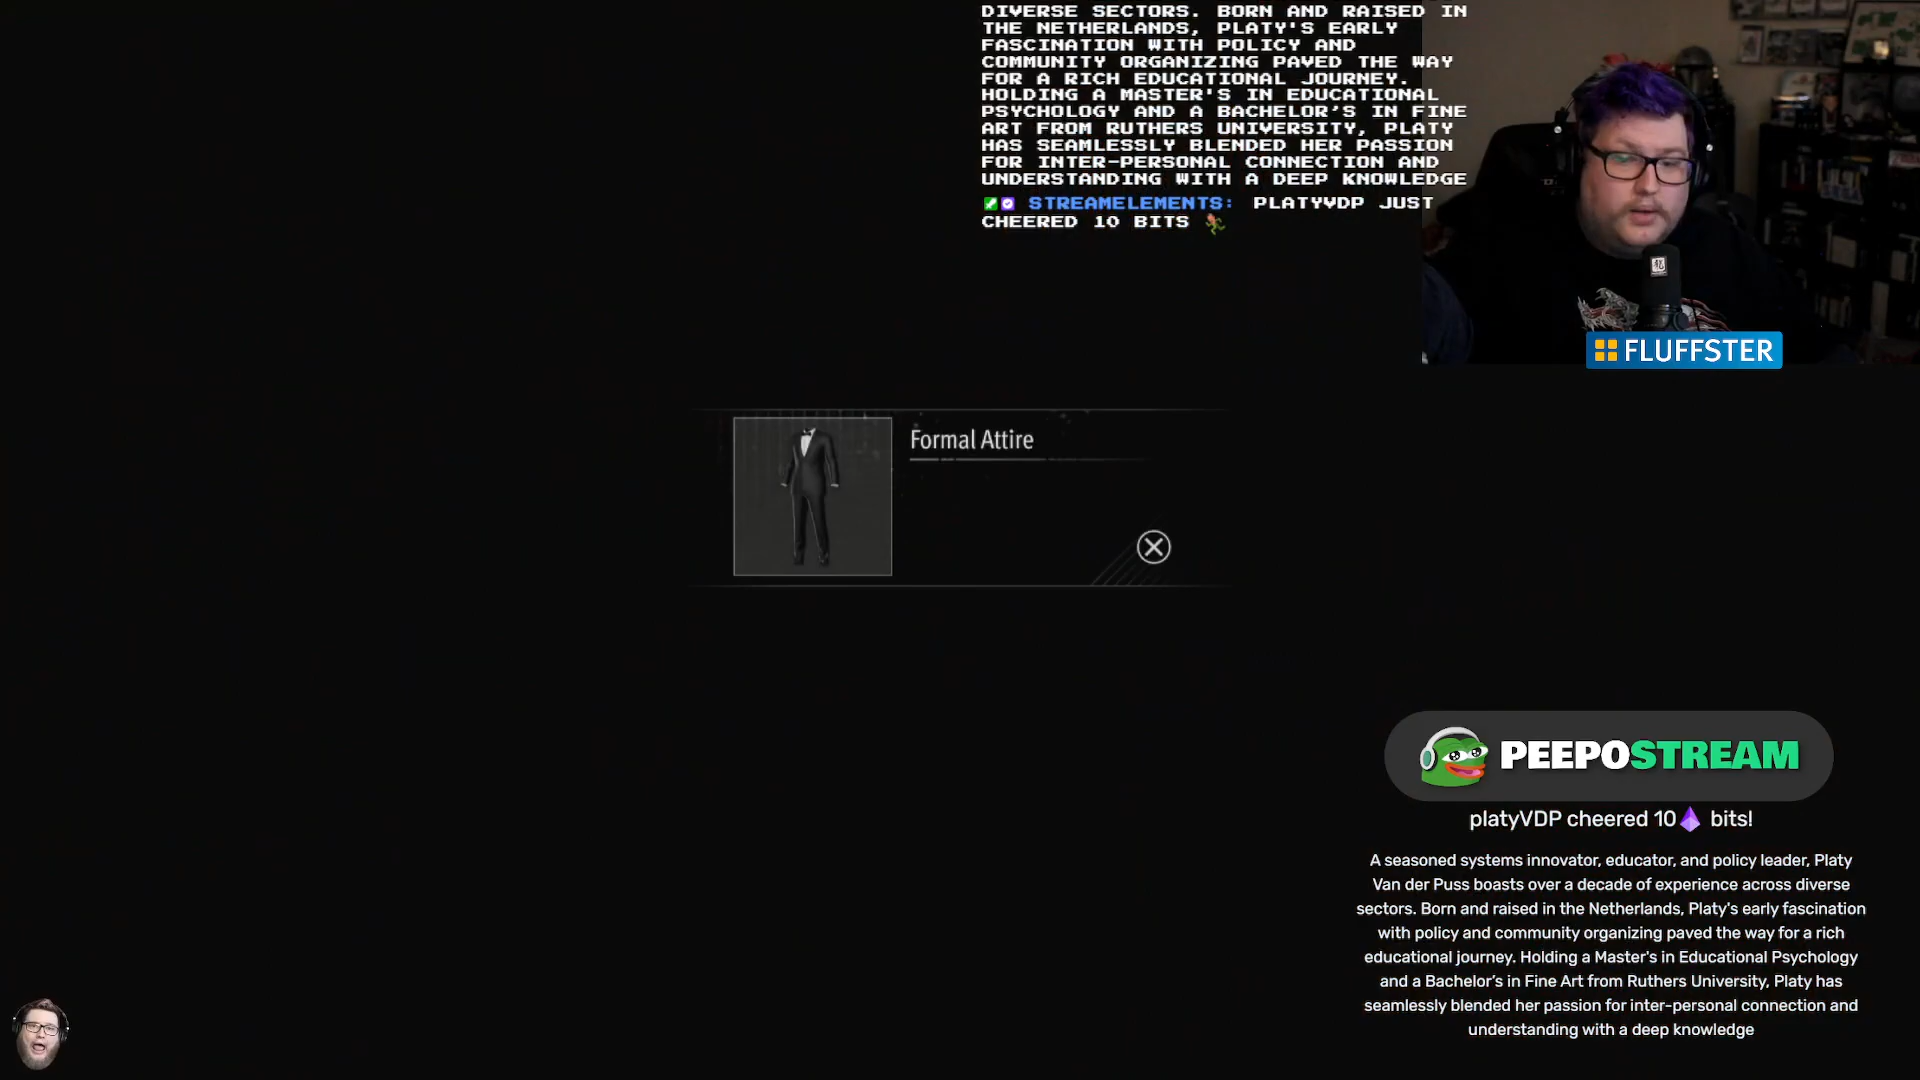 DIVERSE SECTORS. BORN AND RAISED IN
THE NETHERLANDS, PLATY'S EARLY
FASCINATION WITH POLICY AND
COMMUNITY ORGANIZING PAVED THE WAY
FOR A RICH EDUCATIONAL JOURNEY.
HOLDING A MASTER'S IN EDUCATIONAL
PSYCHOLOGY AND A BACHELOR'S IN FINE
ART FROM RUTHERS UNIVERSITY, PLATY
HAS SEAMLESSLY BLENDED HER PASSION
FOR INTER-PERSONAL CONNECTION AND
UNDERSTANDING WITH A DEEP KNOWLEDGE
STREAMELEMENTS: PLATYVDP JUST
CHEERED 10 BITS
FLUFFSTER
Formal Attire
PEEPOSTREAM
platyVDP cheered 10 bits!
A seasoned systems innovator, educator, and policy leader, Platy
Van der Puss boasts over a decade of experience across diverse
sectors. Born and raised in the Netherlands, Platy's early fascination
with policy and community organizing paved the way for a rich
educational journey. Holding a Master's in Educational Psychology
and a Bachelor’s in Fine Art from Ruthers University, Platy has
seamlessly blended her passion for inter-personal connection and
understanding with a deep knowledge